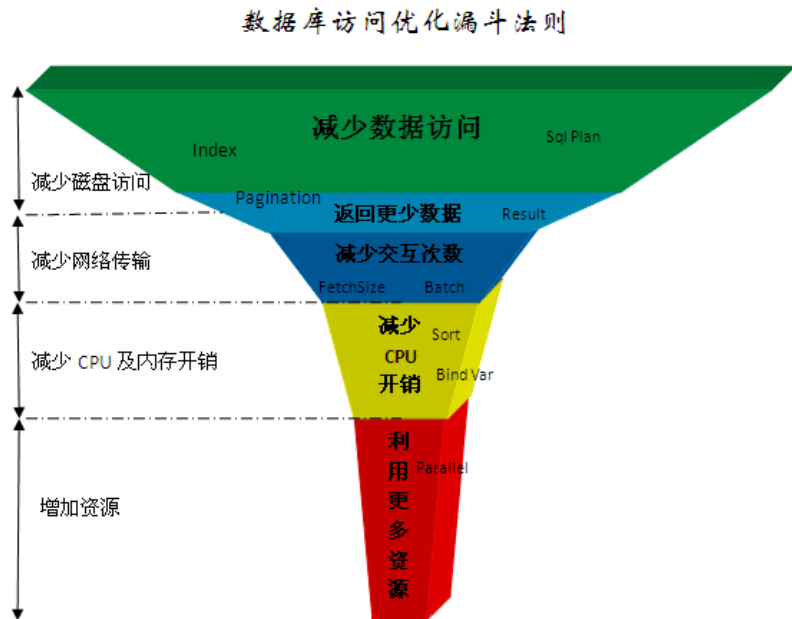 数据库访问优化漏斗法则
减少数据访问
Index
Sql Plan
减少磁盘访问
Pagination
返回更少数据
Result
减少网络传输
减少交互次数
FetchSize
Batch
减少 CPU 及内存开销
减少
CPU
开销
Sort
Bind Var
增加资源
利
用
更
多
资
源
Parallel